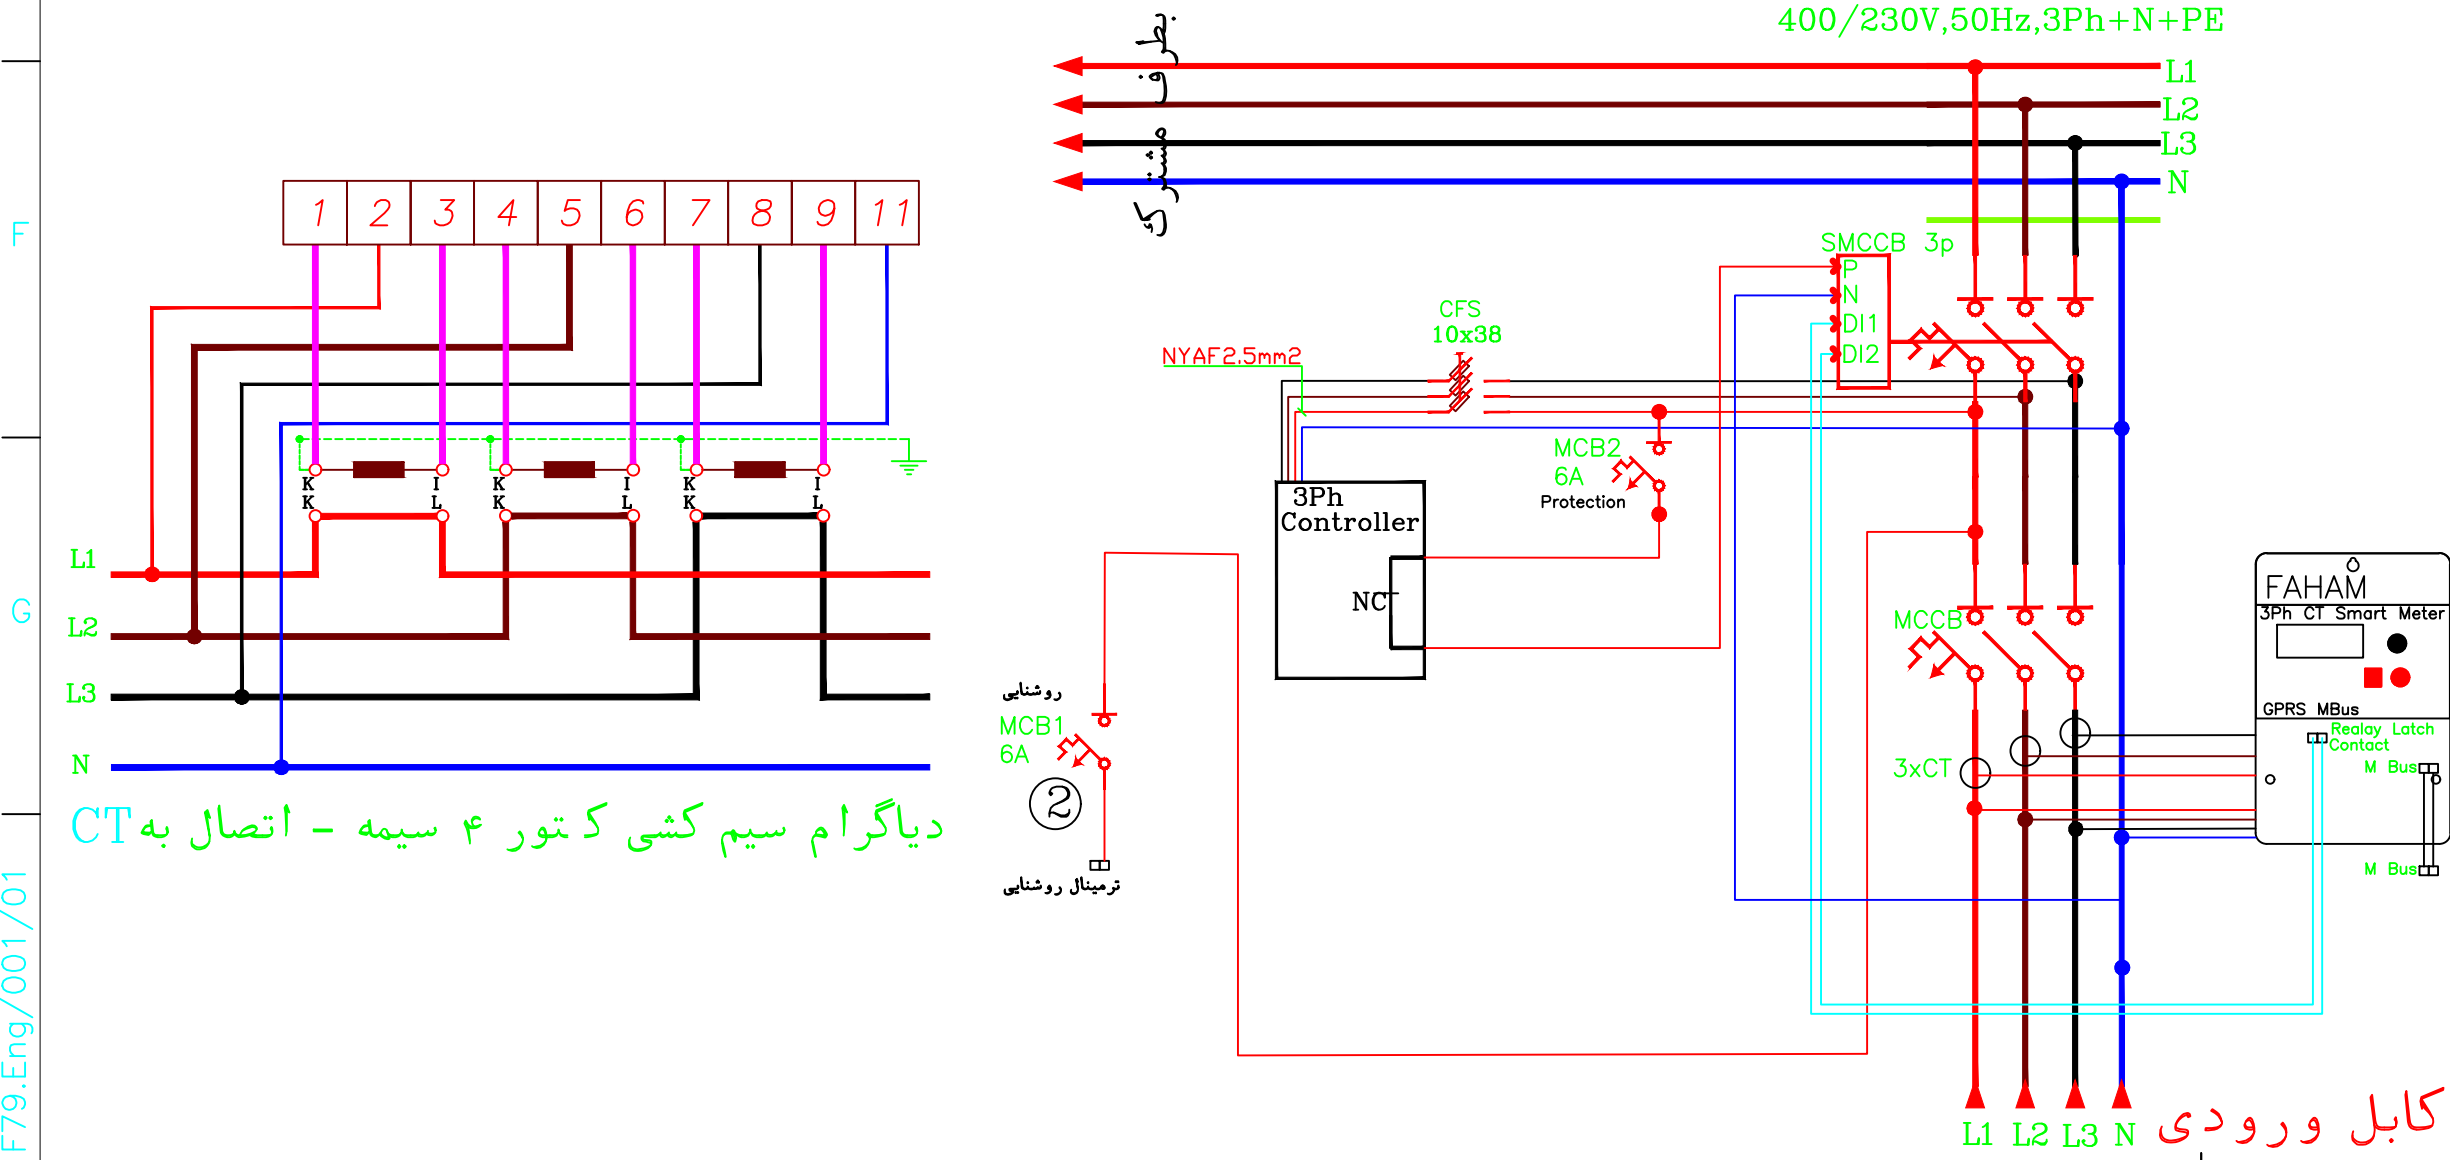 400/230V,50Hz,3Ph+N+PE
طرف مشترک
L1
L2
L3
N
1 2 3 4 5 6 7 8 9 11
F
SMCCB 3p
P
N
DI1
DI2
CFS
10x38
NYAF2.5mm2
MCB2
6A
Protection
K I K I K I
K L K L K L
3Ph
Controller
NC
L1
L2
L3
N
G
MCCB
FAHAM
3Ph CT Smart Meter
GPRS MBus
Realay Latch
Contact
M Bus
M Bus
روشنایی
MCB1
6A
2
ترمینال روشنایی
3xCT
دیاگرام سیم کشی کنتور ۴ سیمه - اتصال به CT
F79.Eng/001/01
L1 L2 L3 N
کابل ورودی